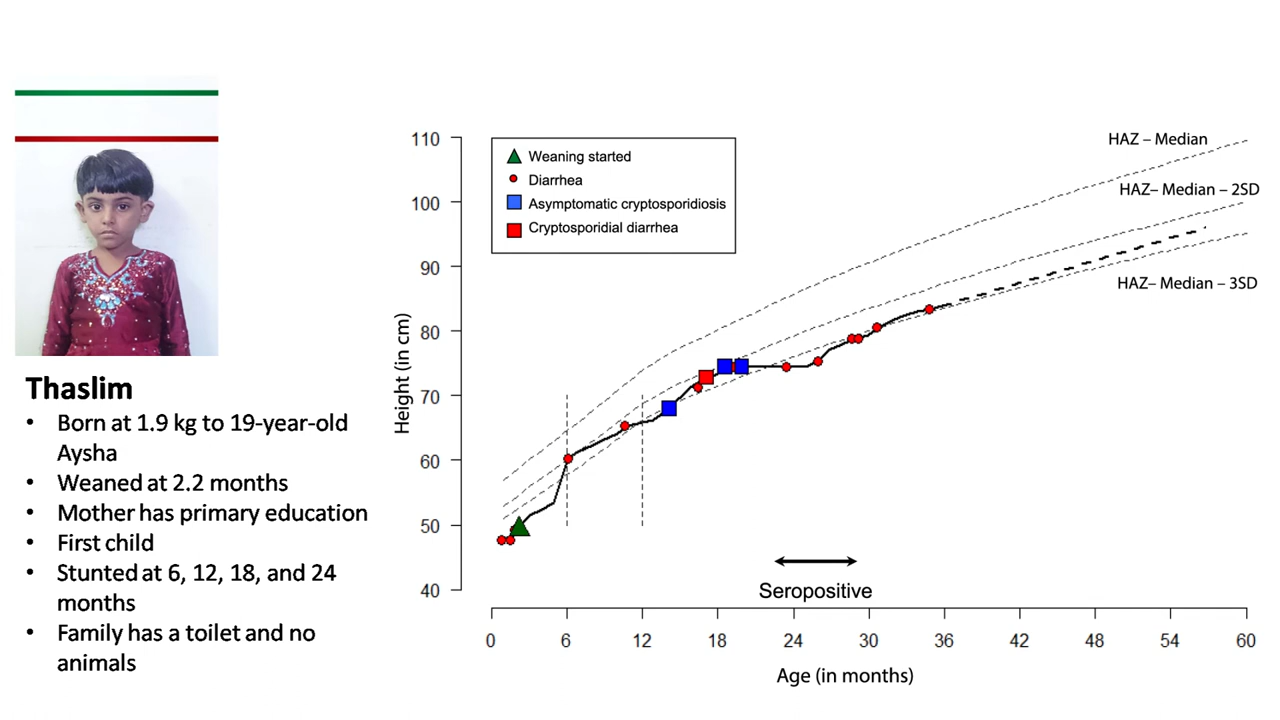 Thaslim
• Born at 1.9 kg to 19-year-old
Aysha
• Weaned at 2.2 months
• Mother has primary education
• First child
• Stunted at 6, 12, 18, and 24
months
• Family has a toilet and no
animals
Height (in cm)
110
100
90
80
70
60
50
40
Weaning started
Diarrhea
Asymptomatic cryptosporidiosis
Cryptosporidial diarrhea
HAZ – Median
HAZ– Median – 2SD
HAZ– Median – 3SD
Seropositive
0 6 12 18 24 30 36 42 48 54 60
Age (in months)